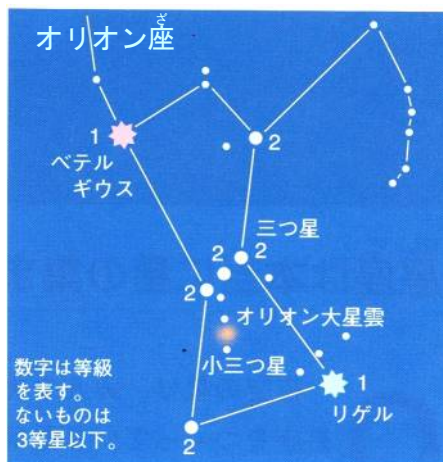 ざ
オリオン座
1
ベテル
ギウス
2
三つ星
2
2
2
オリオン大星雲
小三つ星
1
リゲル
2
数字は等級
を表す。
ないものは
3等星以下。